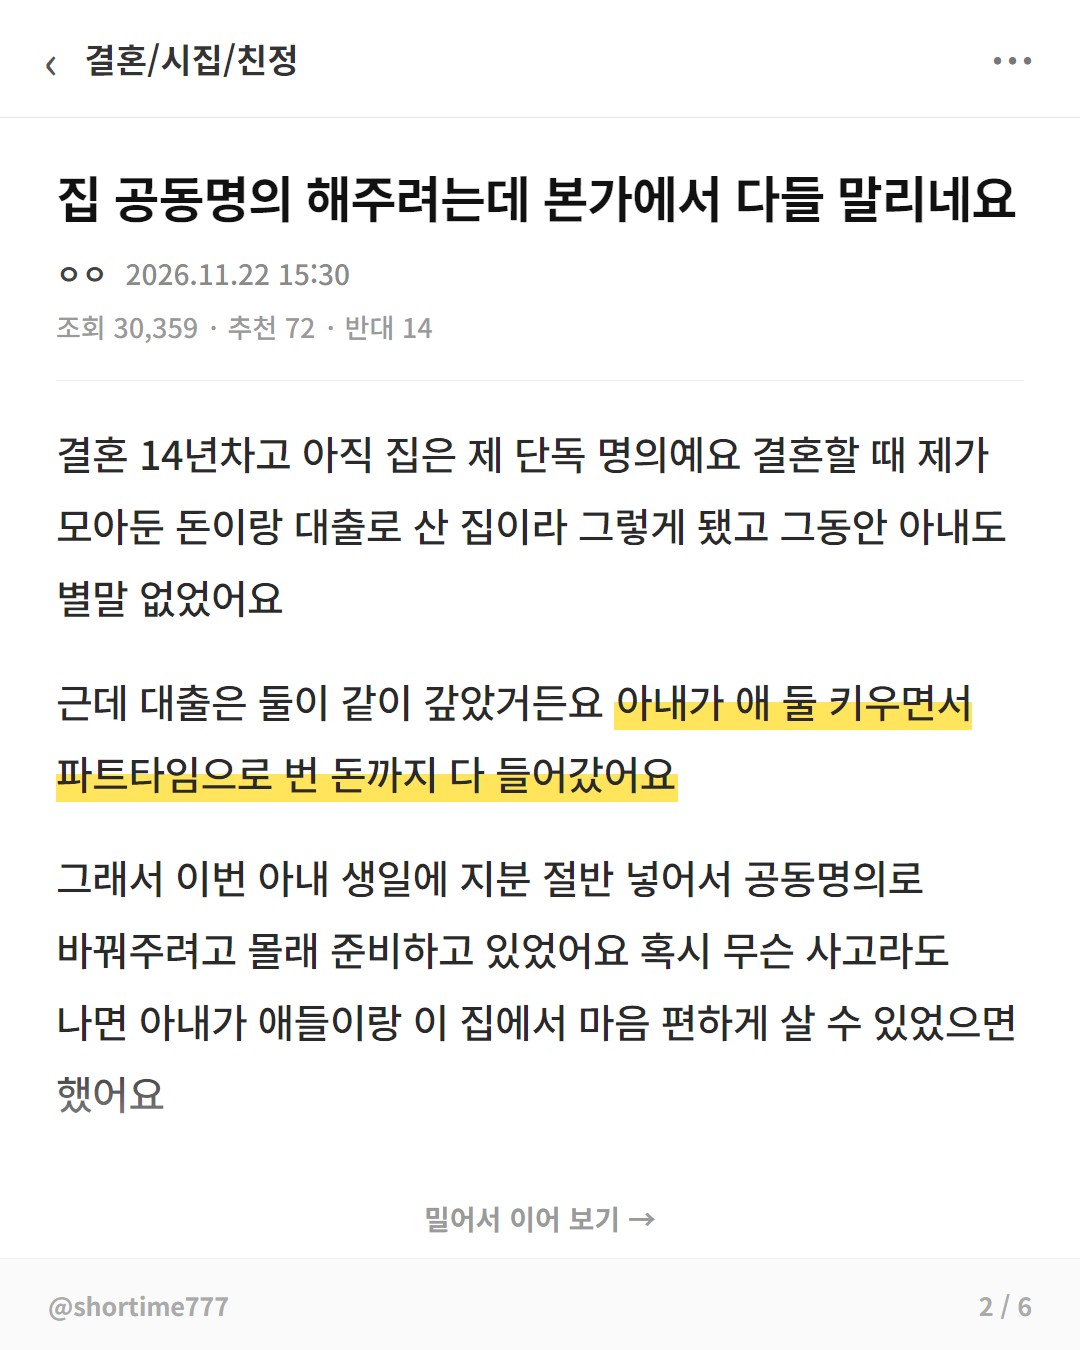 ‹ 결혼/시집/친정 •••
집 공동명의 해주려는데 본가에서 다들 말리네요
ㅇㅇ 2026.11.22 15:30
조회 30,359 · 추천 72 · 반대 14
결혼 14년차고 아직 집은 제 단독 명의예요 결혼할 때 제가
모아둔 돈이랑 대출로 산 집이라 그렇게 됐고 그동안 아내도
별말 없었어요
근데 대출은 둘이 같이 갚았거든요 아내가 애 둘 키우면서
파트타임으로 번 돈까지 다 들어갔어요
그래서 이번 아내 생일에 지분 절반 넣어서 공동명의로
바꿔주려고 몰래 준비하고 있었어요 혹시 무슨 사고라도
나면 아내가 애들이랑 이 집에서 마음 편하게 살 수 있었으면
했어요
밀어서 이어 보기 →
@shortime777 2 / 6